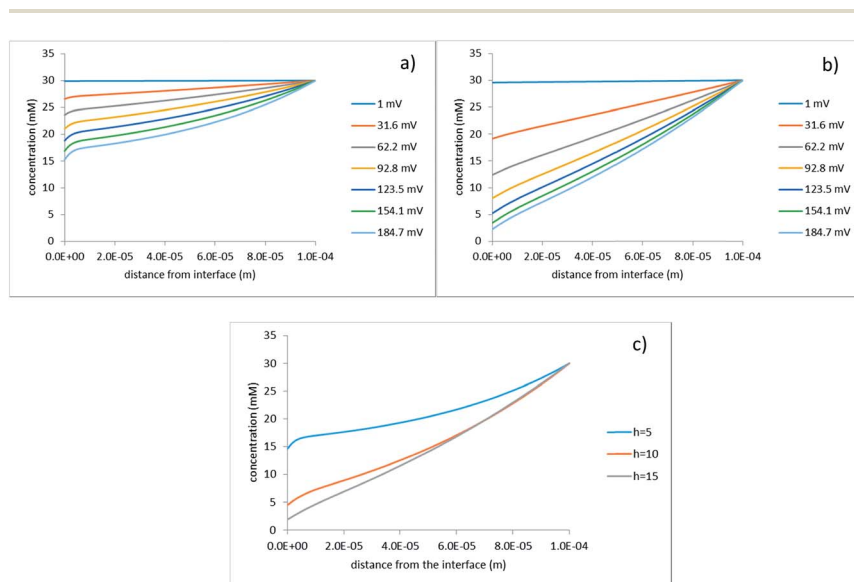 a)
35
30
25
20
15
10
5
0
concentration (mM)
0.0E+00 2.0E-05 4.0E-05 6.0E-05 8.0E-05 1.0E-04
distance from interface (m)
1 mV
31.6 mV
62.2 mV
92.8 mV
123.5 mV
154.1 mV
184.7 mV
b)
35
30
25
20
15
10
5
0
concentration (mM)
0.0E+00 2.0E-05 4.0E-05 6.0E-05 8.0E-05 1.0E-04
distance from interface (m)
1 mV
31.6 mV
62.2 mV
92.8 mV
123.5 mV
154.1 mV
184.7 mV
c)
35
30
25
20
15
10
5
0
concentration (mM)
0.0E+00 2.0E-05 4.0E-05 6.0E-05 8.0E-05 1.0E-04
distance from the interface (m)
h=5
h=10
h=15